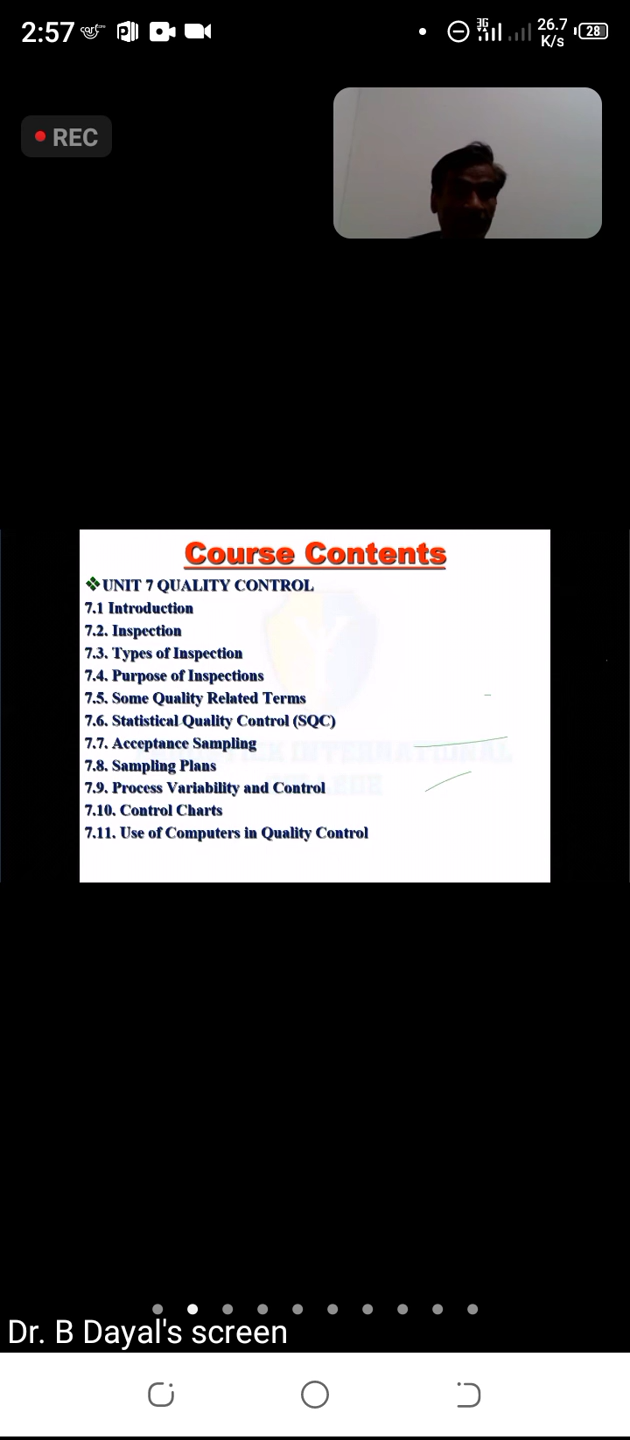 2:57
3G
26.7
K/s
28
REC
Course Contents
❖UNIT 7 QUALITY CONTROL
7.1 Introduction
7.2. Inspection
7.3. Types of Inspection
7.4. Purpose of Inspections
7.5. Some Quality Related Terms
7.6. Statistical Quality Control (SQC)
7.7. Acceptance Sampling
7.8. Sampling Plans
7.9. Process Variability and Control
7.10. Control Charts
7.11. Use of Computers in Quality Control
INTERNATIONAL
Dr. B Dayal's screen